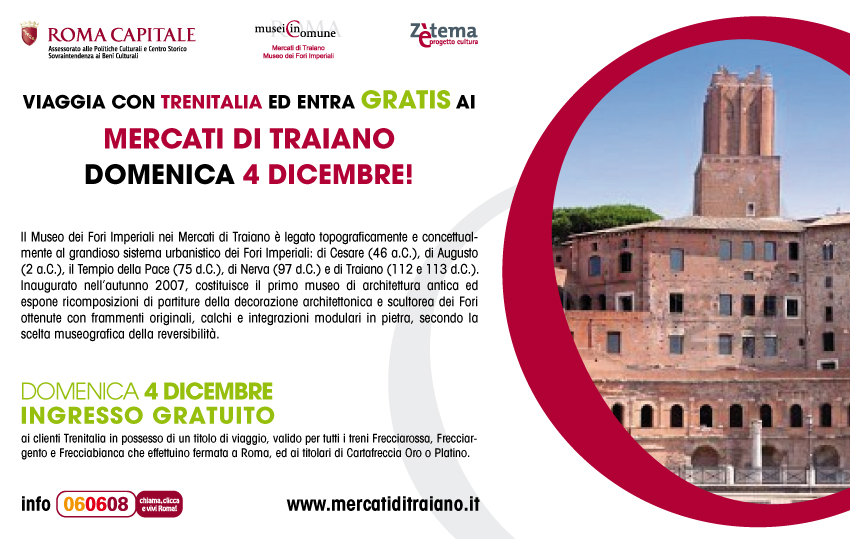 ROMA CAPITALE
Assessorato alle Politiche Culturali e Centro Storico
Sovraintendenza ai Beni Culturali
ROMA
musei in Comune
Mercati di Traiano
Museo dei Fori Imperiali
Zètema
progetto cultura
VIAGGIA CON TRENITALIA ED ENTRA GRATIS AI
MERCATI DI TRAIANO
DOMENICA 4 DICEMBRE!
Il Museo dei Fori Imperiali nei Mercati di Traiano è legato topograficamente e concettual-
mente al grandioso sistema urbanistico dei Fori Imperiali: di Cesare (46 a.C.), di Augusto
(2 a.C.), il Tempio della Pace (75 d.C.), di Nerva (97 d.C.) e di Traiano (112 e 113 d.C.).
Inaugurato nell'autunno 2007, costituisce il primo museo di architettura antica ed
espone ricomposizioni di partiture della decorazione architettonica e scultorea dei Fori
ottenute con frammenti originali, calchi e integrazioni modulari in pietra, secondo la
scelta museografica della reversibilità.
DOMENICA 4 DICEMBRE
INGRESSO GRATUITO
ai clienti Trenitalia in possesso di un titolo di viaggio, valido per tutti i treni Frecciarossa, Frecciar-
gento e Frecciabianca che effettuino fermata a Roma, ed ai titolari di Cartafreccia Oro o Platino.
info 060608 chiama, clicca
e vivi Roma!
www.mercatiditraiano.it